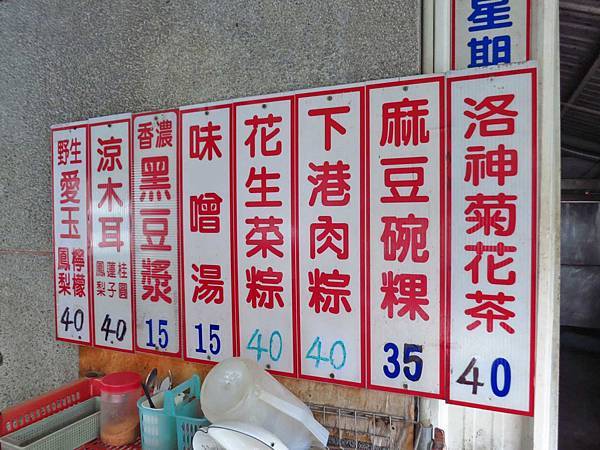 星期
洛神菊花茶
40
麻豆碗粿
35
下港肉粽
40
花生菜粽
40
味噌湯
15
香濃
黑豆漿
15
涼木耳
桂圓
蓮子
鳳梨
40
野生
愛玉
檸檬
鳳梨
40